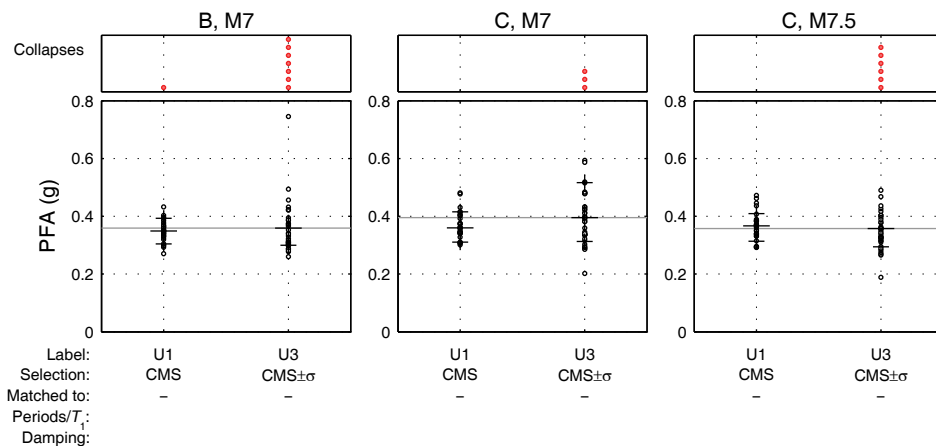 B, M7 C, M7 C, M7.5
Collapses
PFA (g)
0.8 0.8 0.8
0.6 0.6 0.6
0.4 0.4 0.4
0.2 0.2 0.2
0 0 0
Label: U1 U3 U1 U3 U1 U3
Selection: CMS CMS±σ CMS CMS±σ CMS CMS±σ
Matched to: – – – – – –
Periods/T₁:
Damping: